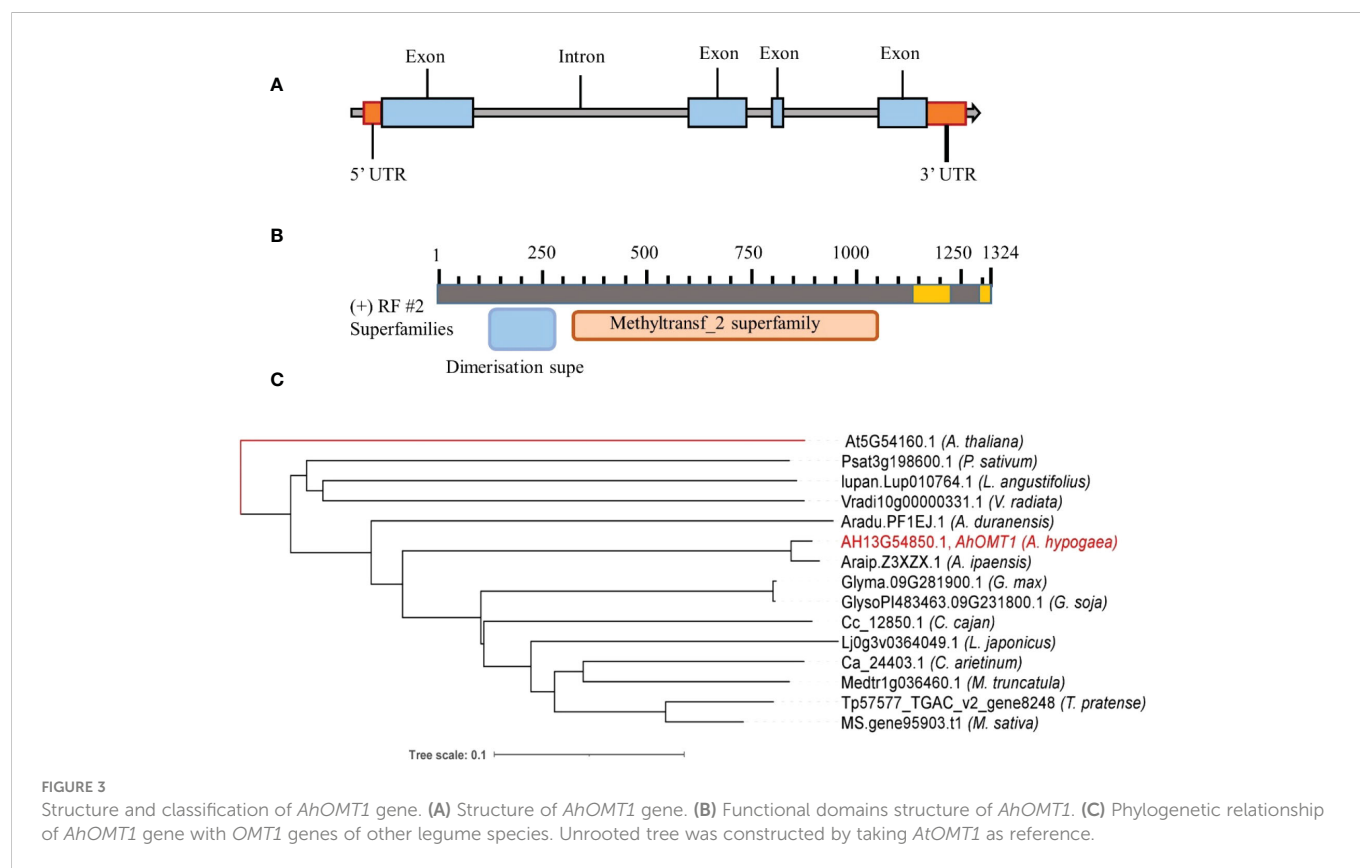 A
Exon Intron Exon Exon Exon
5' UTR 3' UTR
B
1 250 500 750 1000 1250 1324
(+) RF #2
Superfamilies
Methyltransf_2 superfamily
Dimerisation supe
C
At5G54160.1 (A. thaliana)
Psat3g198600.1 (P. sativum)
lupan.Lup010764.1 (L. angustifolius)
Vradi10g00000331.1 (V. radiata)
Aradu.PF1EJ.1 (A. duranensis)
AH13G54850.1, AhOMT1 (A. hypogaea)
Araip.Z3XZX.1 (A. ipaensis)
Glyma.09G281900.1 (G. max)
GlysoPI483463.09G231800.1 (G. soja)
Cc_12850.1 (C. cajan)
Lj0g3v0364049.1 (L. japonicus)
Ca_24403.1 (C. arietinum)
Medtr1g036460.1 (M. truncatula)
Tp57577_TGAC_v2_gene8248 (T. pratense)
MS.gene95903.t1 (M. sativa)
Tree scale: 0.1
FIGURE 3
Structure and classification of AhOMT1 gene. (A) Structure of AhOMT1 gene. (B) Functional domains structure of AhOMT1. (C) Phylogenetic relationship
of AhOMT1 gene with OMT1 genes of other legume species. Unrooted tree was constructed by taking AtOMT1 as reference.